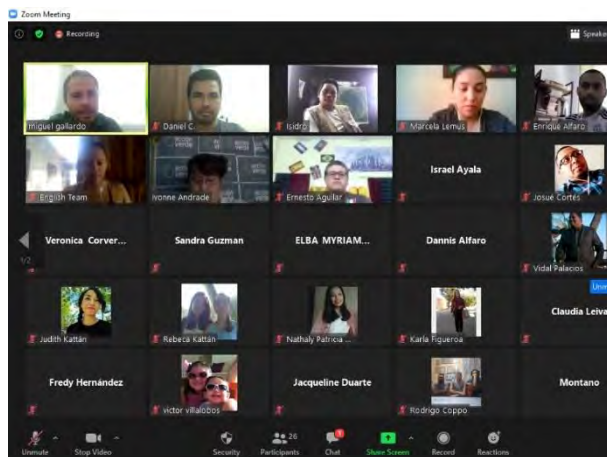 Zoom Meeting
Recording
Speaker
miguel gallardo
Daniel C.
Isidro
Marcela Lemus
Enrique Alfaro
English Team
Ivonne Andrade
Ernesto Aguilar
Israel Ayala
Josue Cortés
Veronica Corver...
Sandra Guzman
ELBA MYRIAM...
Dannis Alfaro
Vidal Palacios
1/2
Judith Kattán
Rebeca Kattan
Nathaly Patricia ...
Karla Figueroa
Claudia Leiva
Fredy Hernández
victor villalobos
Jacqueline Duarte
Rodrigo Coppo
Montano
Unmute
Stop Video
Security
26
Participants
1
Chat
Share Screen
Record
Reactions